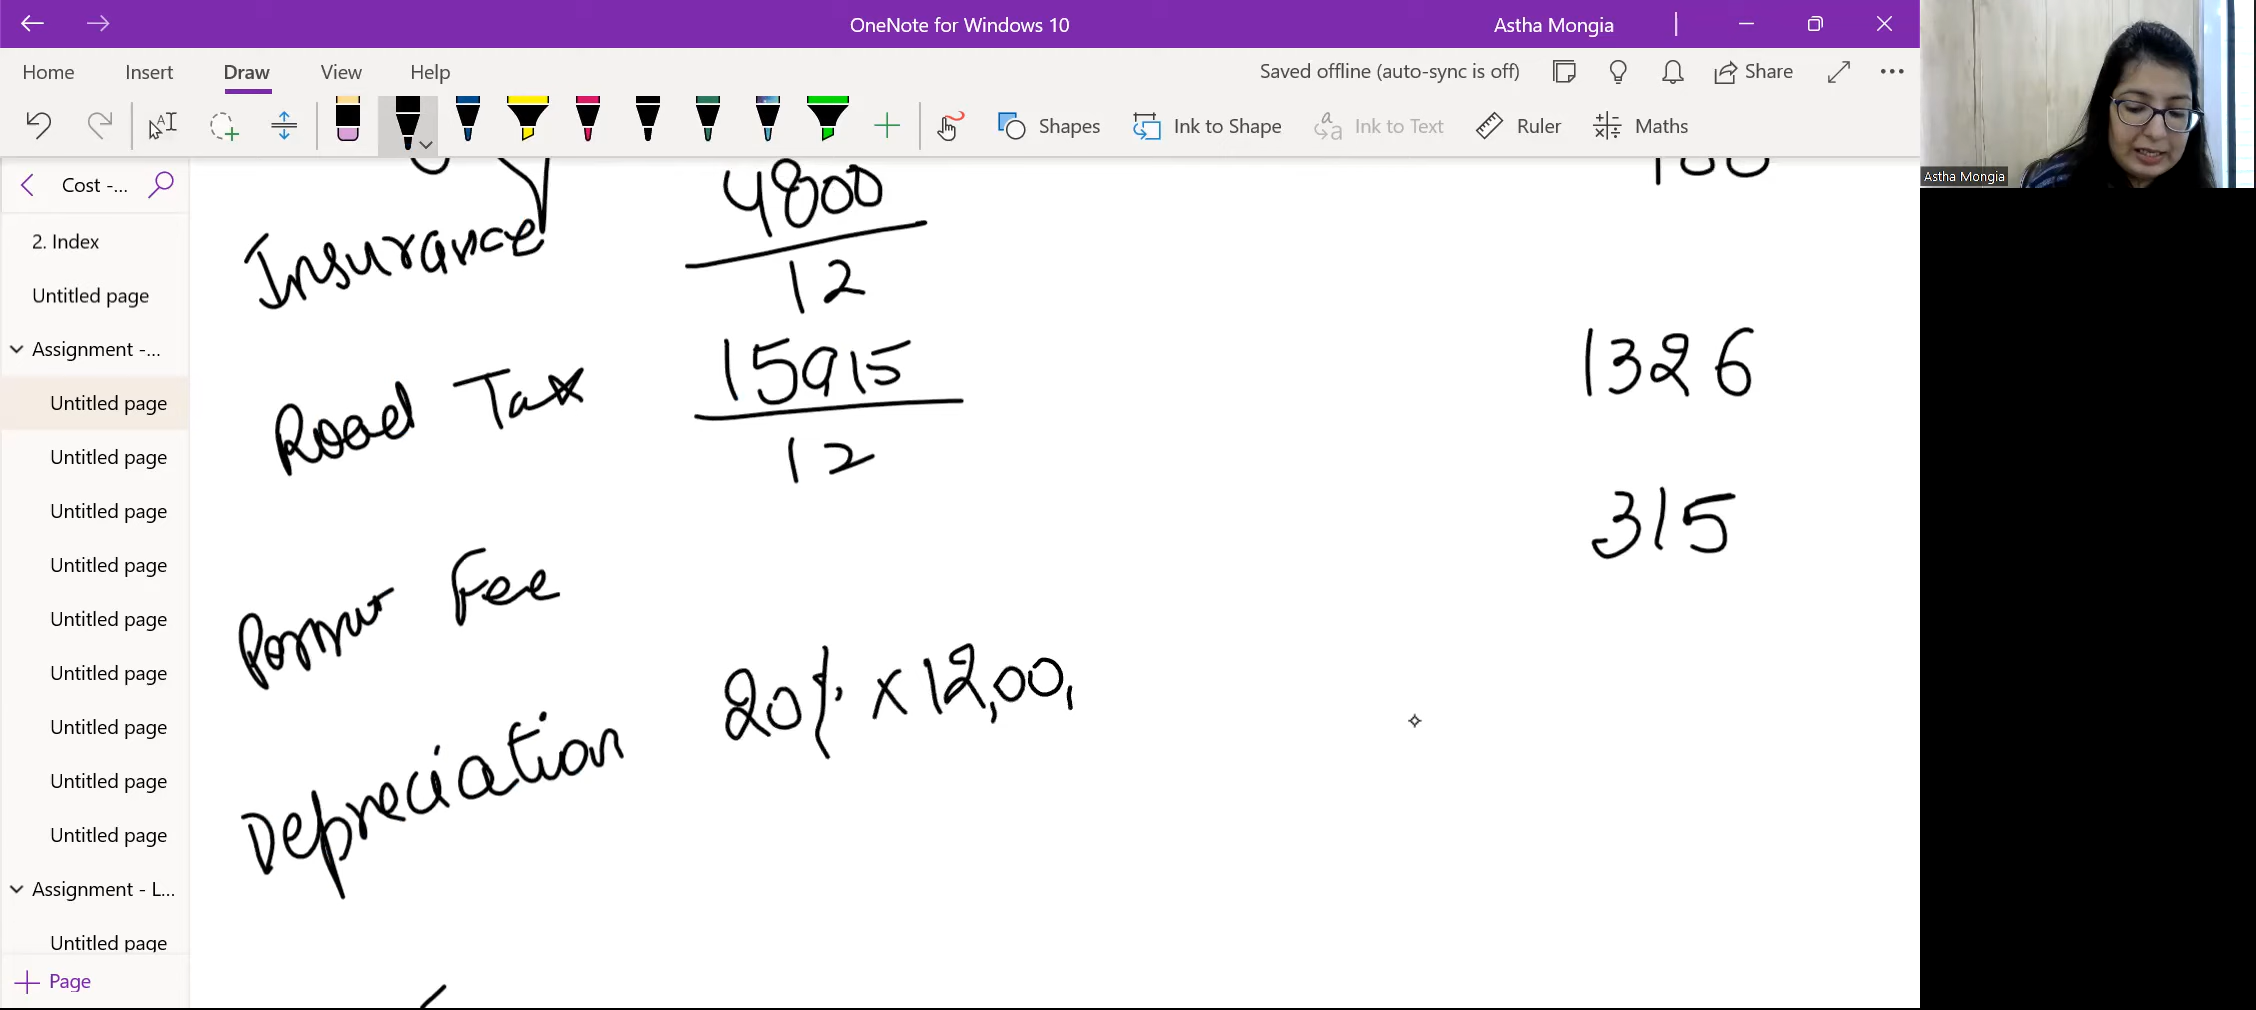 OneNote for Windows 10
Astha Mongia
Home Insert Draw View Help
Saved offline (auto-sync is off)
Share
Shapes
Ink to Shape
Ink to Text
Ruler
Maths
Cost -...
2. Index
Untitled page
Assignment -...
Untitled page
Untitled page
Untitled page
Untitled page
Untitled page
Untitled page
Untitled page
Untitled page
Untitled page
Assignment - L...
Untitled page
Page
Insurance 4800
12
Road Tax 15915 1326
12
315
Permit Fee
Depreciation 20% x 12,00,
Astha Mongia